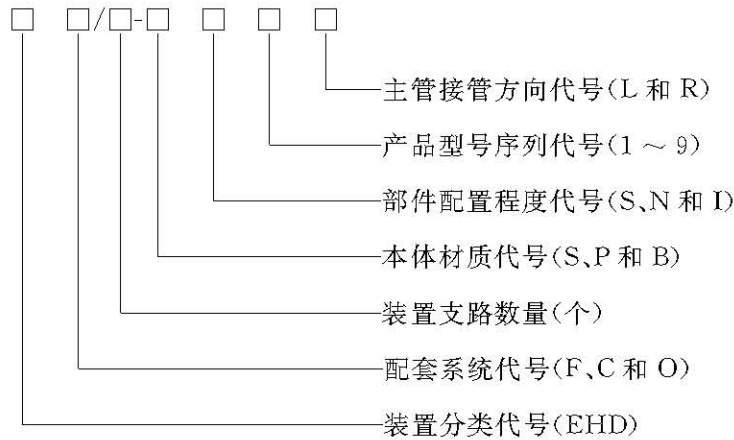 □ □/□-□ □ □ □
主管接管方向代号(L 和 R)
产品型号序列代号(1 ~ 9)
部件配置程度代号(S、N 和 I)
本体材质代号(S、P 和 B)
装置支路数量(个)
配套系统代号(F、C 和 O)
装置分类代号(EHD)